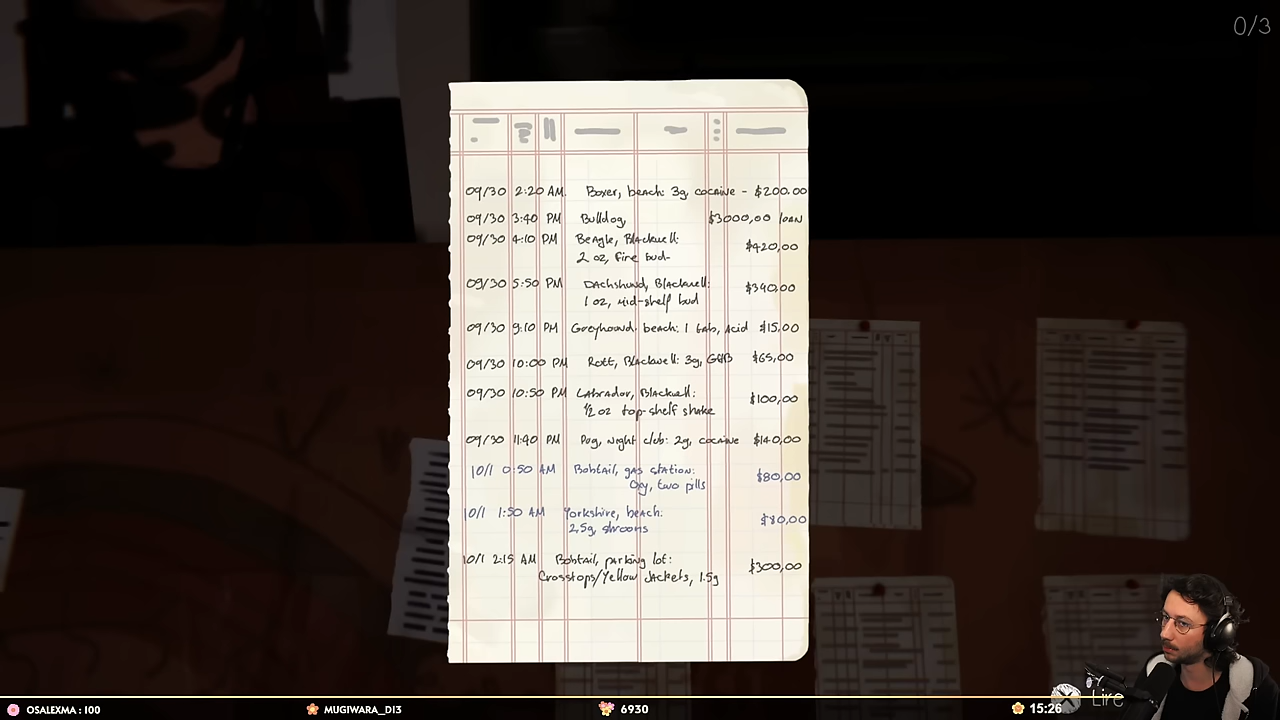 0/3
09/30 2:20 AM. Boxer, beach: 3g, cocaine - $200.00
09/30 3:40 PM Bulldog, $3000,00 loan
09/30 4:10 PM Beagle, Blackwell: $420,00
2 oz, fire bud-
09/30 5:50 PM Dachshund, Blackwell: $340,00
1 oz, mid-shelf bud
09/30 9:10 PM Greyhound, beach: 1 tab, Acid $15,00
09/30 10:00 PM Rott, Blackwell: 3g, GHB $65,00
09/30 10:50 PM Labrador, Blackwell: $100,00
1/2 oz top-shelf shake
09/30 11:40 PM Pug, night club: 2g, cocaine $140,00
10/1 0:50 AM Bobtail, gas station: $80,00
Oxy, two pills
10/1 1:50 AM Yorkshire, beach:
2,5g, shrooms
10/1 2:15 AM Bobtail, parking lot: $300,00
Crosstops/Yellow Jackets, 1.5g
Lire
OSALEXMA : 100 MUGIWARA_D13 6930 15:26